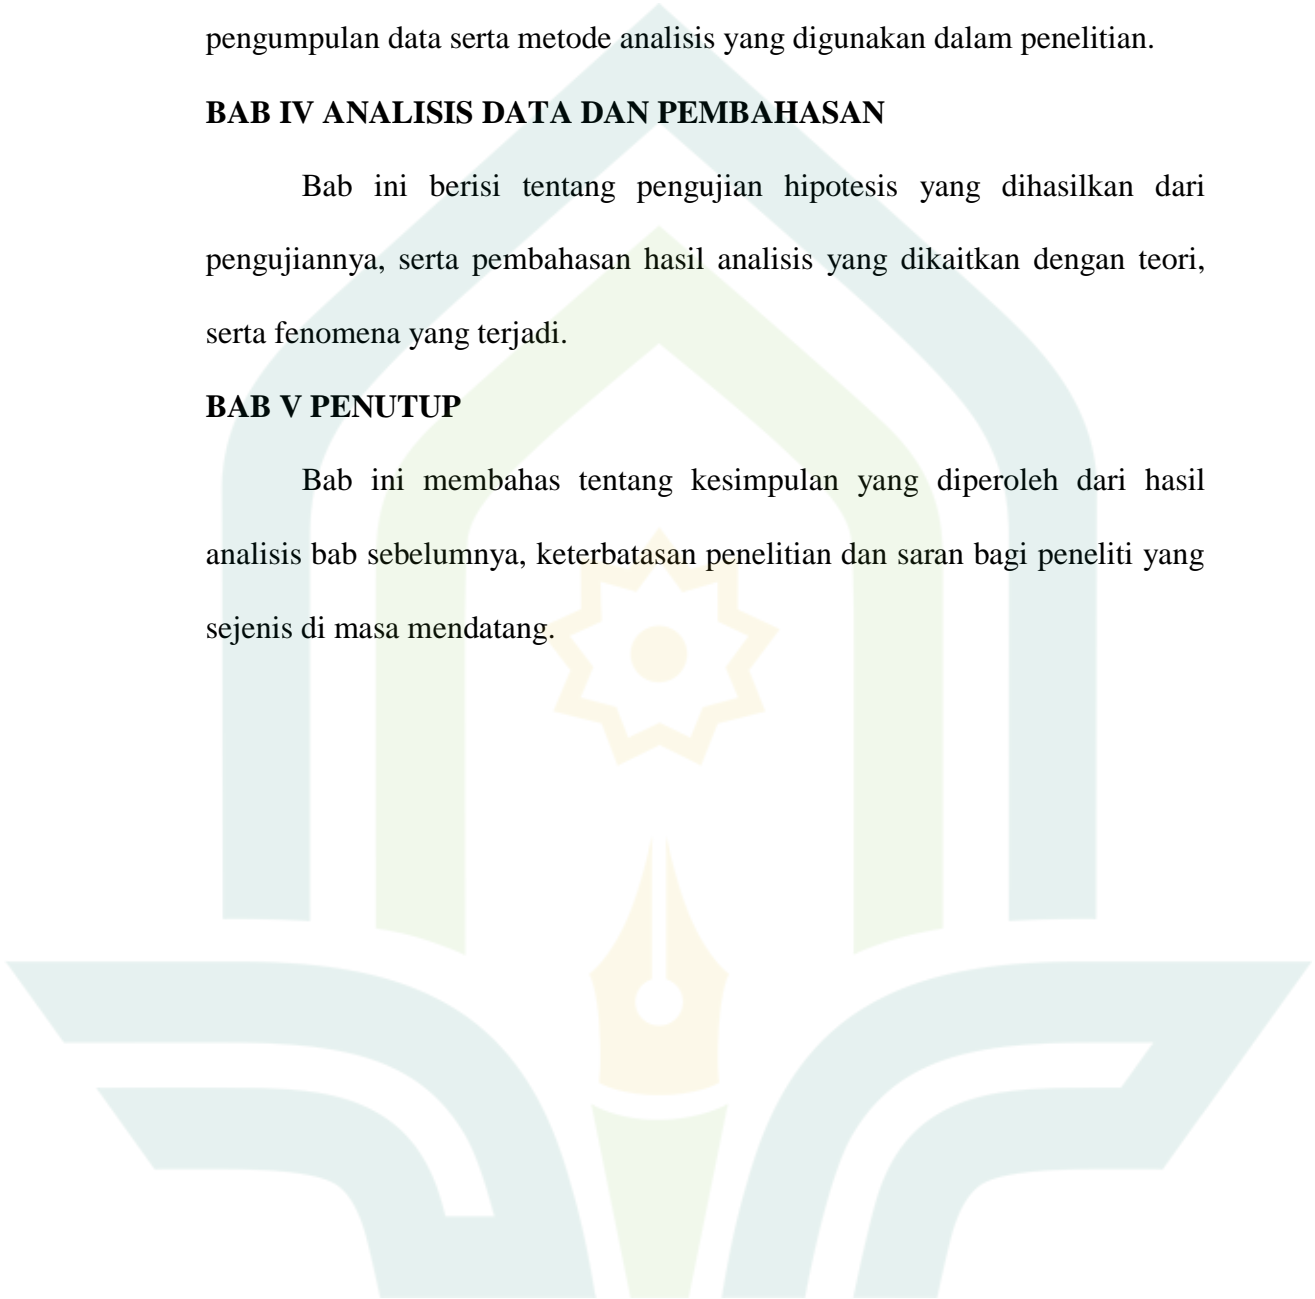 pengumpulan data serta metode analisis yang digunakan dalam penelitian.
BAB IV ANALISIS DATA DAN PEMBAHASAN
Bab ini berisi tentang pengujian hipotesis yang dihasilkan dari
pengujiannya, serta pembahasan hasil analisis yang dikaitkan dengan teori,
serta fenomena yang terjadi.
BAB V PENUTUP
Bab ini membahas tentang kesimpulan yang diperoleh dari hasil
analisis bab sebelumnya, keterbatasan penelitian dan saran bagi peneliti yang
sejenis di masa mendatang.